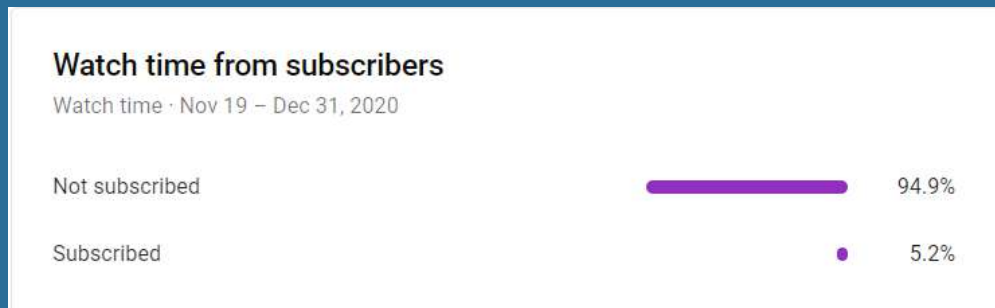 Watch time from subscribers
Watch time · Nov 19 – Dec 31, 2020
Not subscribed 94.9%
Subscribed 5.2%